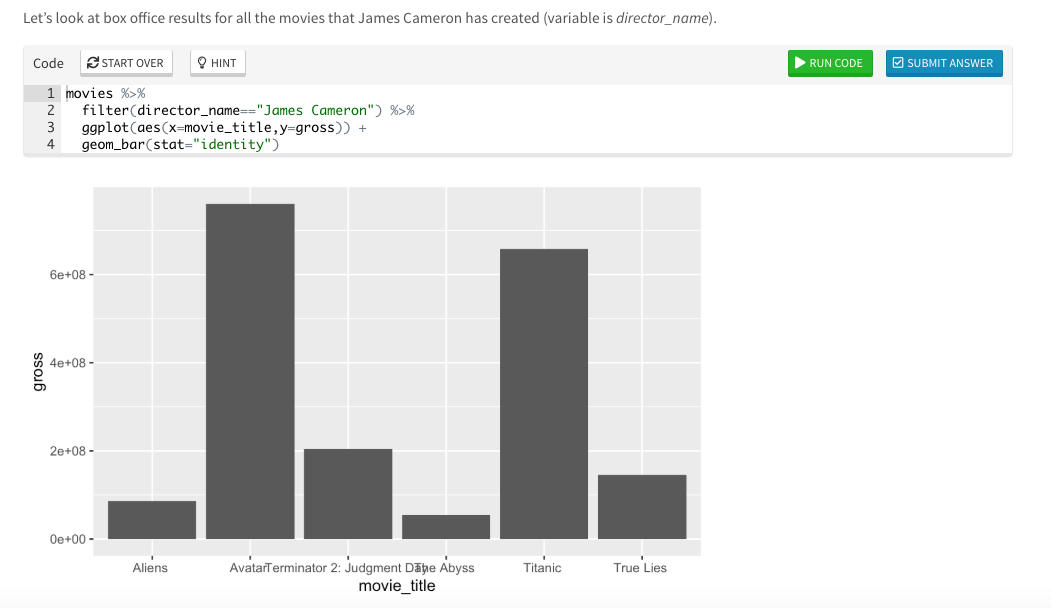 Let's look at box office results for all the movies that James Cameron has created (variable is director_name).
Code START OVER HINT RUN CODE SUBMIT ANSWER
1 movies %>%
2 filter(director_name=="James Cameron") %>%
3 ggplot(aes(x=movie_title,y=gross)) +
4 geom_bar(stat="identity")
6e+08
4e+08
gross
2e+08
0e+00
Aliens Avatar Terminator 2: Judgment Day The Abyss Titanic True Lies
movie_title